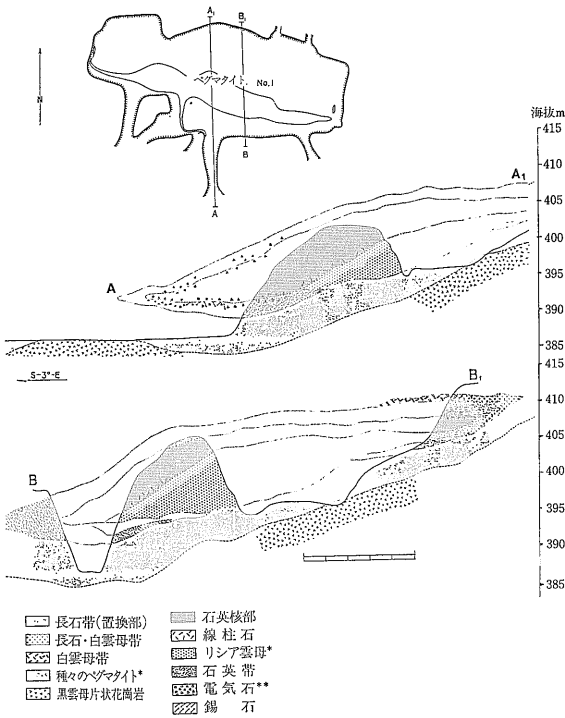 A₁
B₁
ペグマタイト No.1
N
B
A
海抜m
415
A₁
410
405
400
A
395
390
385
S-3°-E
415
B₁
410
405
B
400
395
390
385
長石帯(置換部)
長石・白雲母帯
白雲母帯
種々のペグマタイト*
黒雲母片状花崗岩
石英核部
線柱石
リシア雲母*
石英帯
電気石**
錫石